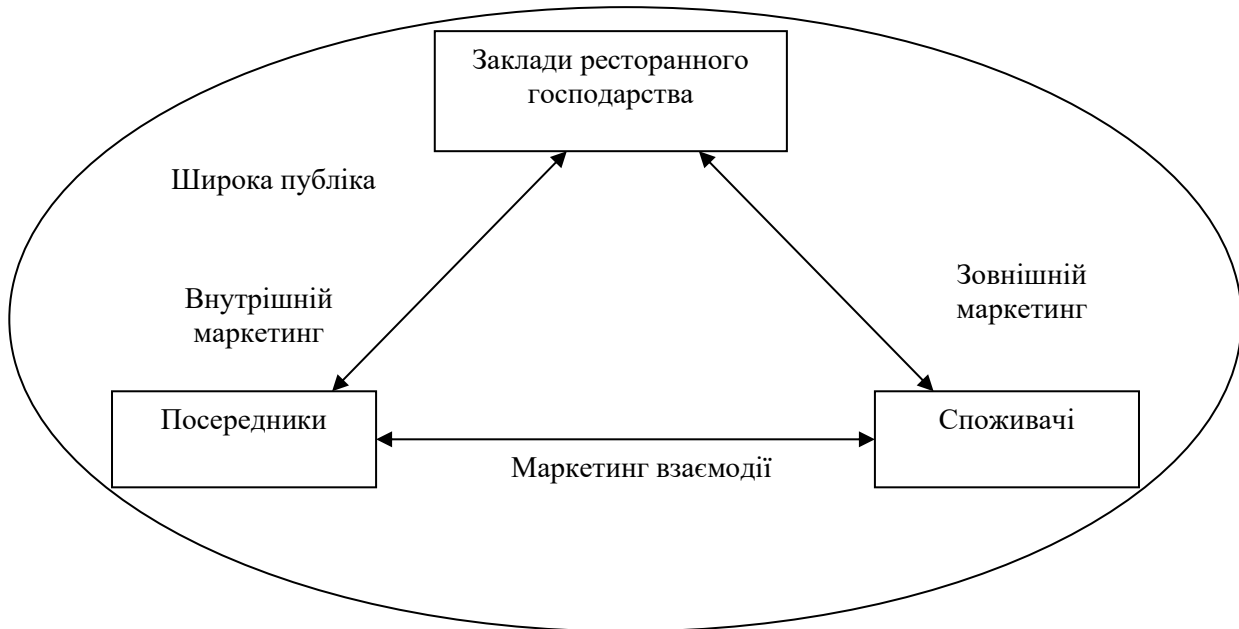 Заклади ресторанного
господарства
Широка публіка
Внутрішній
маркетинг
Зовнішній
маркетинг
Посередники
Споживачі
Маркетинг взаємодії